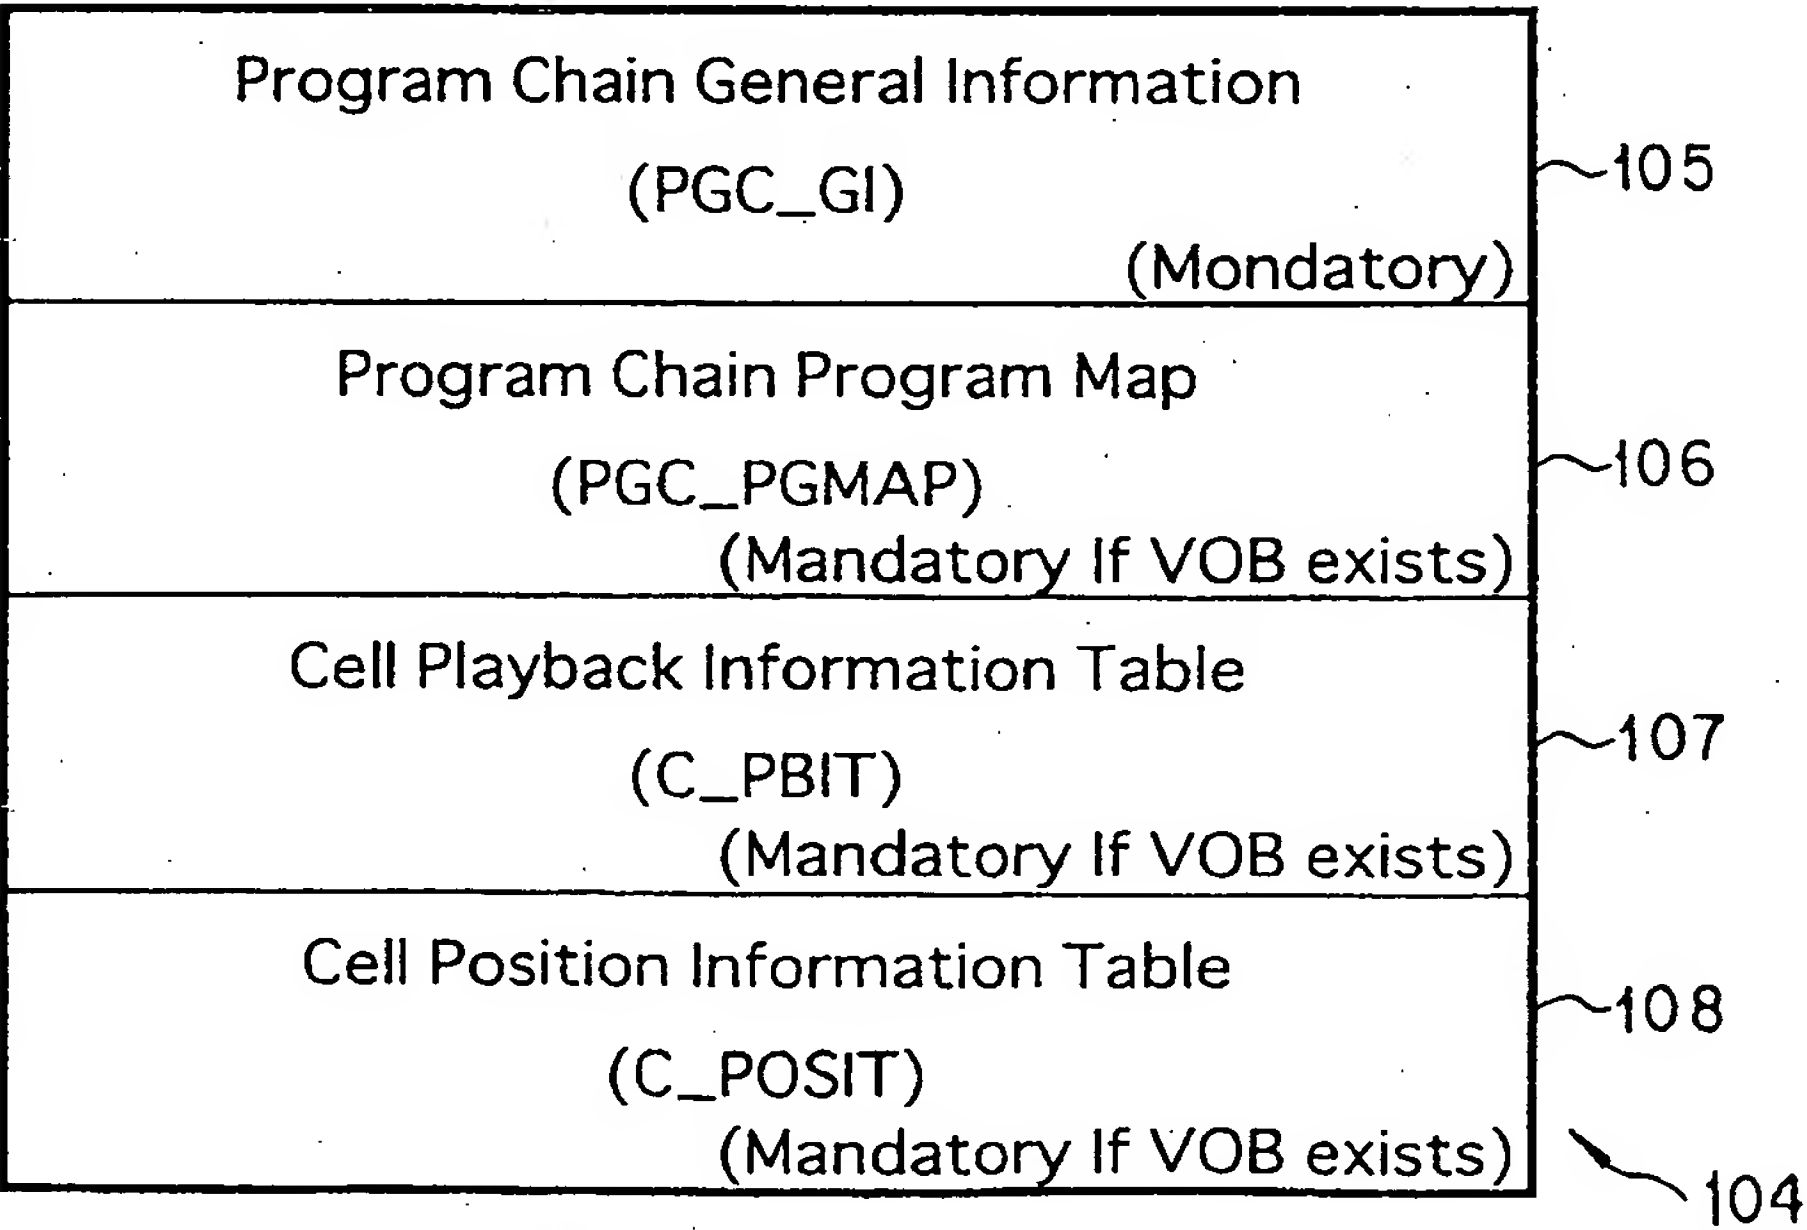 Program Chain General Information
(PGC_GI)
105
(Mondatory)
Program Chain Program Map
(PGC_PGMAP)
106
(Mandatory If VOB exists)
Cell Playback Information Table
107
(C_PBIT)
(Mandatory If VOB exists)
Cell Position Information Table
108
(C_POSIT)
(Mandatory If VOB exists)
104